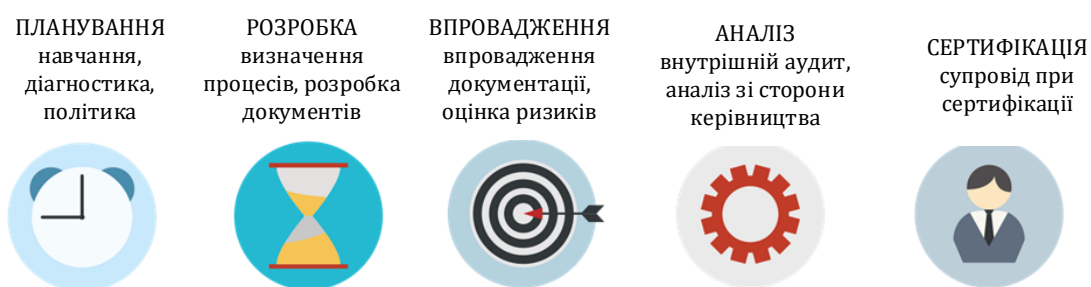 ПЛАНУВАННЯ
навчання,
діагностика,
політика
РОЗРОБКА
визначення
процесів, розробка
документів
ВПРОВАДЖЕННЯ
впровадження
документації,
оцінка ризиків
АНАЛІЗ
внутрішній аудит,
аналіз зі сторони
керівництва
СЕРТИФІКАЦІЯ
супровід при
сертифікації